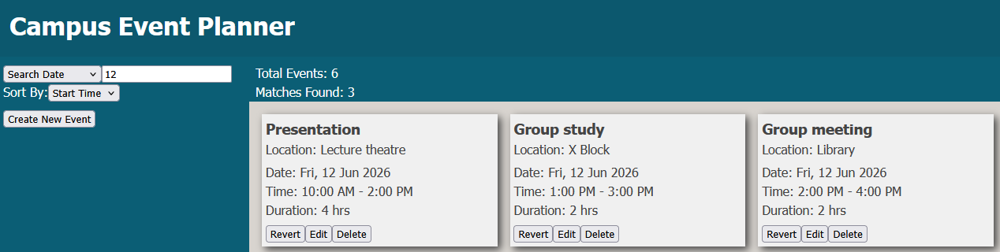 Campus Event Planner
Search Date 12
Sort By: Start Time
Create New Event
Total Events: 6
Matches Found: 3
Presentation
Location: Lecture theatre
Date: Fri, 12 Jun 2026
Time: 10:00 AM - 2:00 PM
Duration: 4 hrs
Revert Edit Delete
Group study
Location: X Block
Date: Fri, 12 Jun 2026
Time: 1:00 PM - 3:00 PM
Duration: 2 hrs
Revert Edit Delete
Group meeting
Location: Library
Date: Fri, 12 Jun 2026
Time: 2:00 PM - 4:00 PM
Duration: 2 hrs
Revert Edit Delete